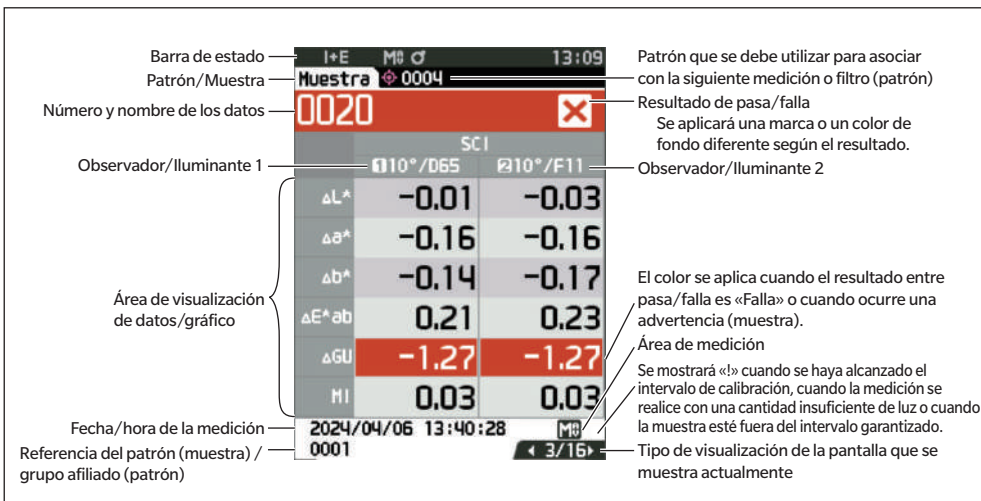 Barra de estado
Patrón/Muestra
Número y nombre de los datos
Observador/Iluminante 1
Área de visualización
de datos/gráfico
Fecha/hora de la medición
Referencia del patrón (muestra) /
grupo afiliado (patrón)
I+E M 13:09
Muestra 0004
0020
SCI
1 10°/D65 2 10°/F11
ΔL* -0.01 -0.03
Δa* -0.16 -0.16
Δb* -0.14 -0.17
ΔE*ab 0.21 0.23
ΔGU -1.27 -1.27
MI 0.03 0.03
2024/04/06 13:40:28 M
0001 3/16
Patrón que se debe utilizar para asociar
con la siguiente medición o filtro (patrón)
Resultado de pasa/falla
Se aplicará una marca o un color de
fondo diferente según el resultado.
Observador/Iluminante 2
El color se aplica cuando el resultado entre
pasa/falla es «Falla» o cuando ocurre una
advertencia (muestra).
Área de medición
Se mostrará «!» cuando se haya alcanzado el
intervalo de calibración, cuando la medición se
realice con una cantidad insuficiente de luz o cuando
la muestra esté fuera del intervalo garantizado.
Tipo de visualización de la pantalla que se
muestra actualmente